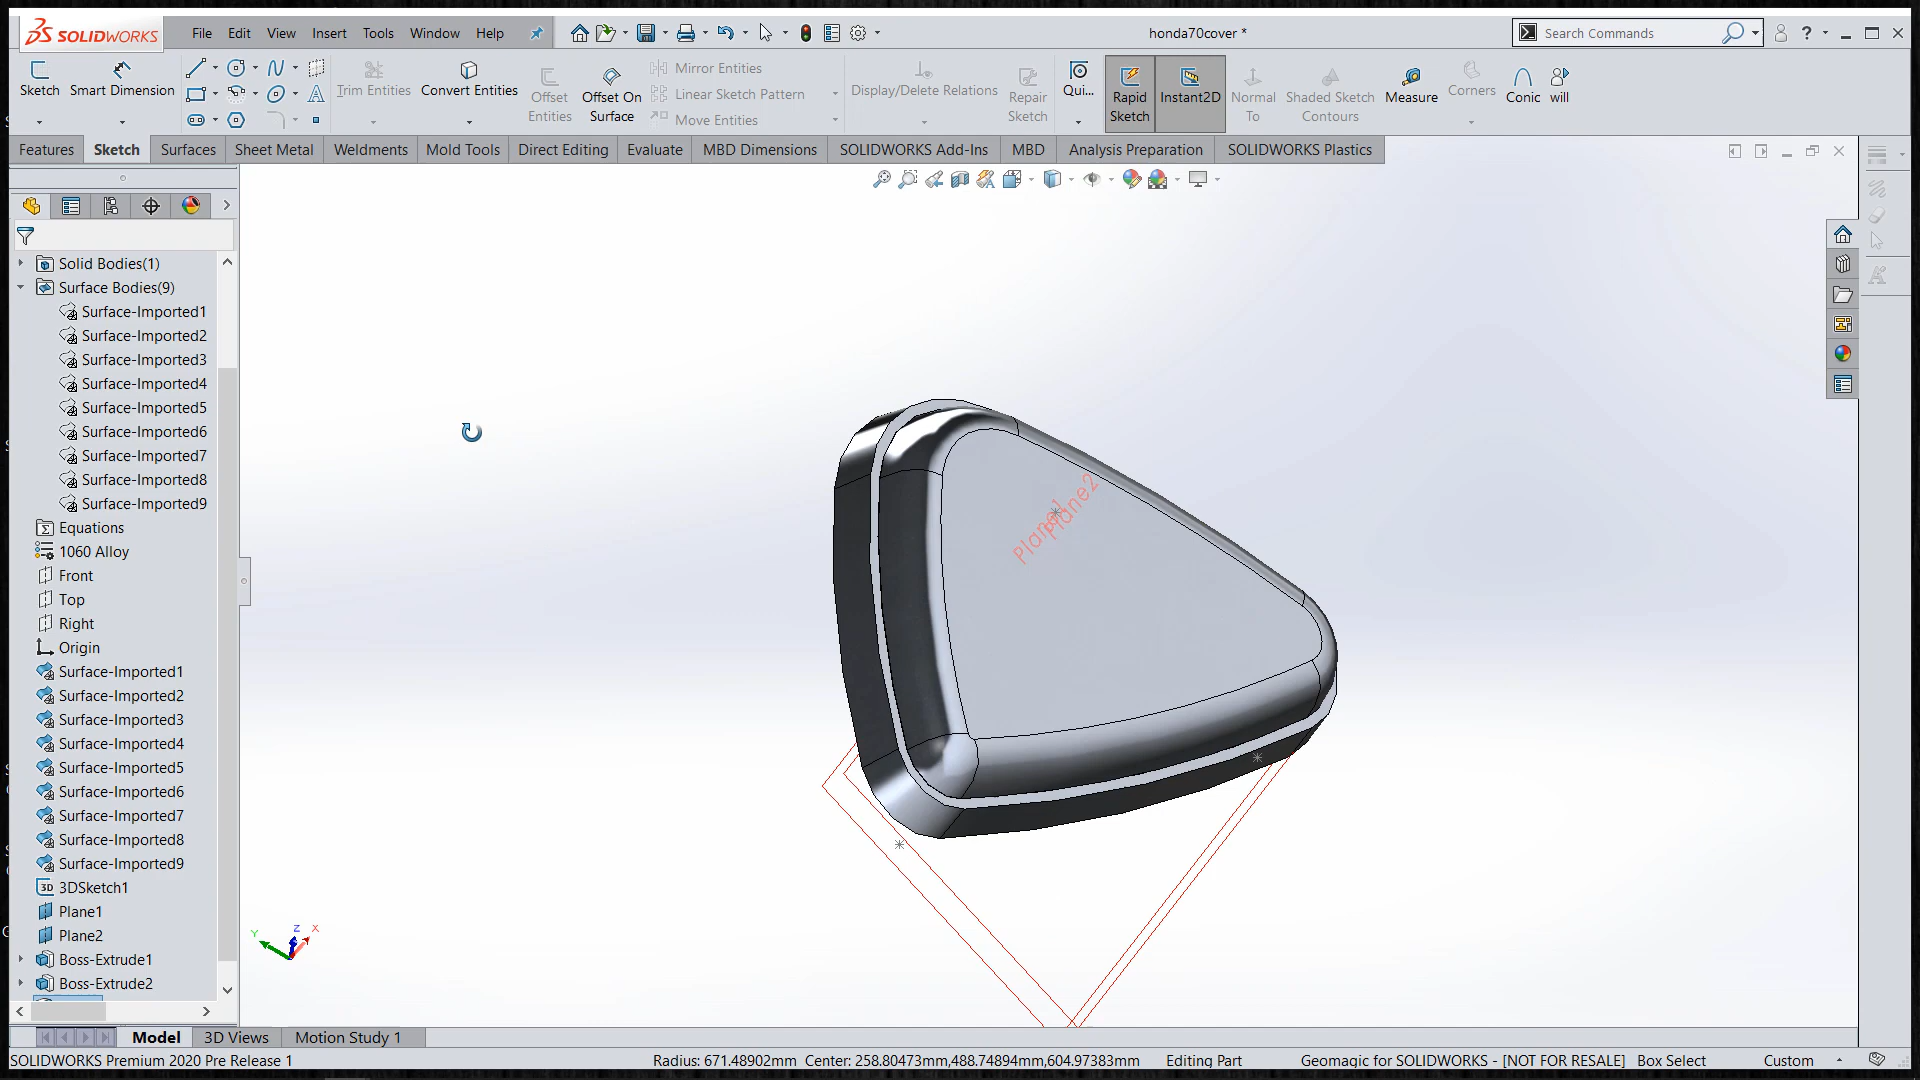 SOLIDWORKS
File Edit View Insert Tools Window Help
honda70cover *
Search Commands
Sketch Smart Dimension
Trim Entities Convert Entities Offset Entities Offset On Surface
Mirror Entities
Linear Sketch Pattern
Move Entities
Display/Delete Relations Repair Sketch Qui... Rapid Sketch Instant2D Normal To Shaded Sketch Contours Measure Corners Conic will
Features Sketch Surfaces Sheet Metal Weldments Mold Tools Direct Editing Evaluate MBD Dimensions SOLIDWORKS Add-Ins MBD Analysis Preparation SOLIDWORKS Plastics
Solid Bodies(1)
Surface Bodies(9)
Surface-Imported1
Surface-Imported2
Surface-Imported3
Surface-Imported4
Surface-Imported5
Surface-Imported6
Surface-Imported7
Surface-Imported8
Surface-Imported9
Equations
1060 Alloy
Front
Top
Right
Origin
Surface-Imported1
Surface-Imported2
Surface-Imported3
Surface-Imported4
Surface-Imported5
Surface-Imported6
Surface-Imported7
Surface-Imported8
Surface-Imported9
3D 3DSketch1
Plane1
Plane2
Boss-Extrude1
Boss-Extrude2
Plane1
Plane2
Y Z X
Model 3D Views Motion Study 1
SOLIDWORKS Premium 2020 Pre Release 1
Radius: 671.48902mm Center: 258.80473mm,488.74894mm,604.97383mm Editing Part Geomagic for SOLIDWORKS - [NOT FOR RESALE] Box Select Custom